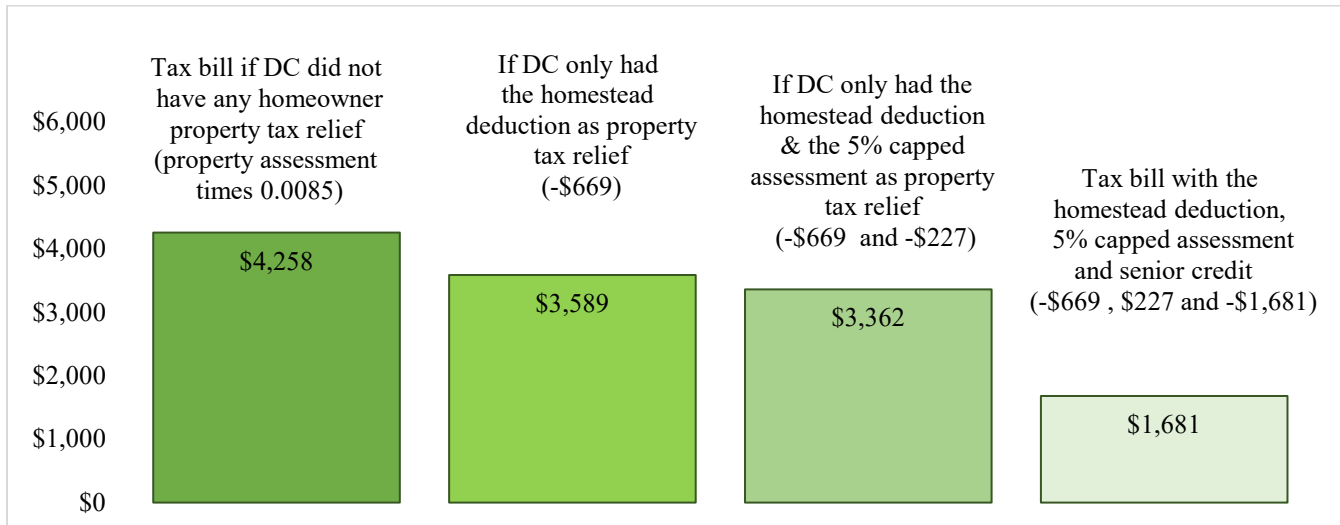 Tax bill if DC did not
have any homeowner
property tax relief
(property assessment
times 0.0085)
If DC only had
the homestead
deduction as property
tax relief
(-$669)
If DC only had the
homestead deduction
& the 5% capped
assessment as property
tax relief
(-$669 and -$227)
Tax bill with the
homestead deduction,
5% capped assessment
and senior credit
(-$669 , $227 and -$1,681)
$6,000
$5,000
$4,000
$3,000
$2,000
$1,000
$0
$4,258
$3,589
$3,362
$1,681